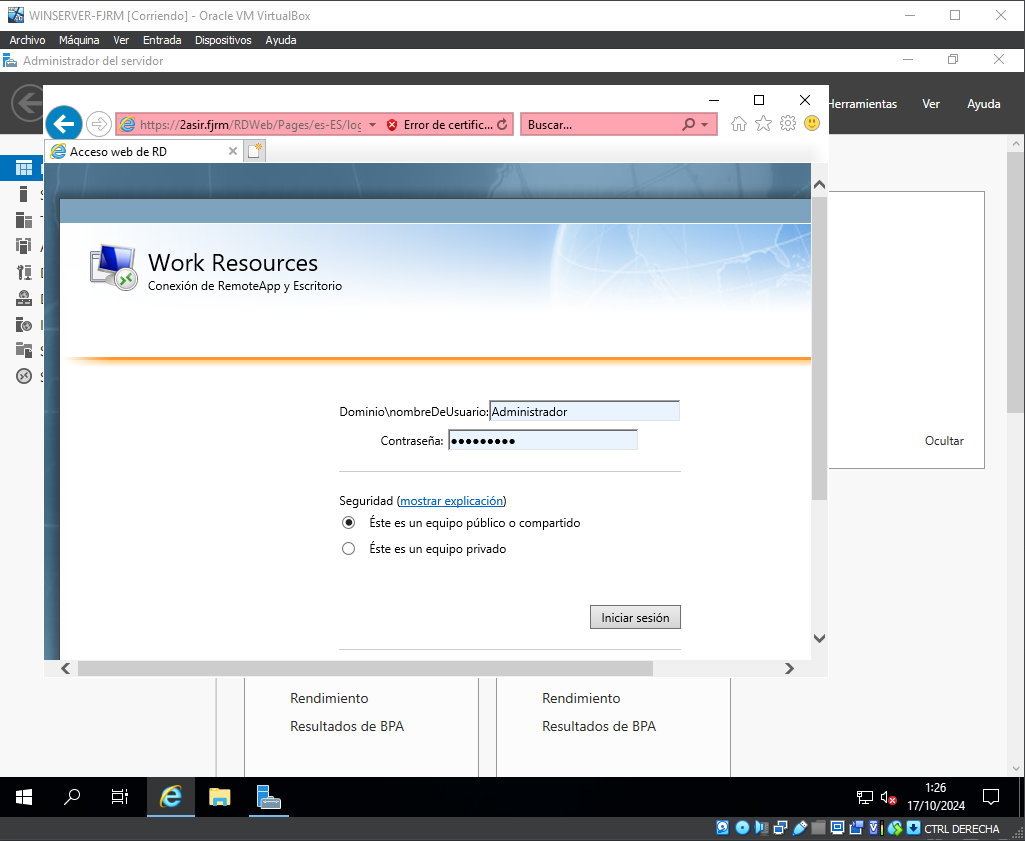 WINSERVER-FJRM [Corriendo] - Oracle VM VirtualBox
Archivo Máquina Ver Entrada Dispositivos Ayuda
Administrador del servidor
Herramientas Ver Ayuda
https://2asir.fjrm/RDWeb/Pages/es-ES/log Error de certific... Buscar...
Acceso web de RD
Work Resources
Conexión de RemoteApp y Escritorio
Dominio\nombreDeUsuario: Administrador
Contraseña:
Ocultar
Seguridad (mostrar explicación)
Éste es un equipo público o compartido
Éste es un equipo privado
Iniciar sesión
Rendimiento Rendimiento
Resultados de BPA Resultados de BPA
1:26
17/10/2024
CTRL DERECHA